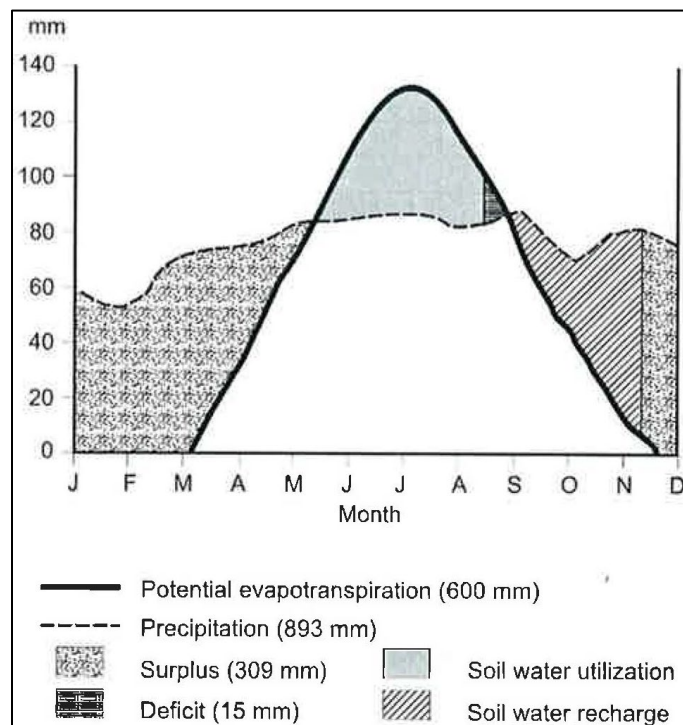 mm
140
120
100
80
60
40
20
0
J F M A M J J A S O N D
Month
Potential evapotranspiration (600 mm)
Precipitation (893 mm)
Surplus (309 mm) Soil water utilization
Deficit (15 mm) Soil water recharge